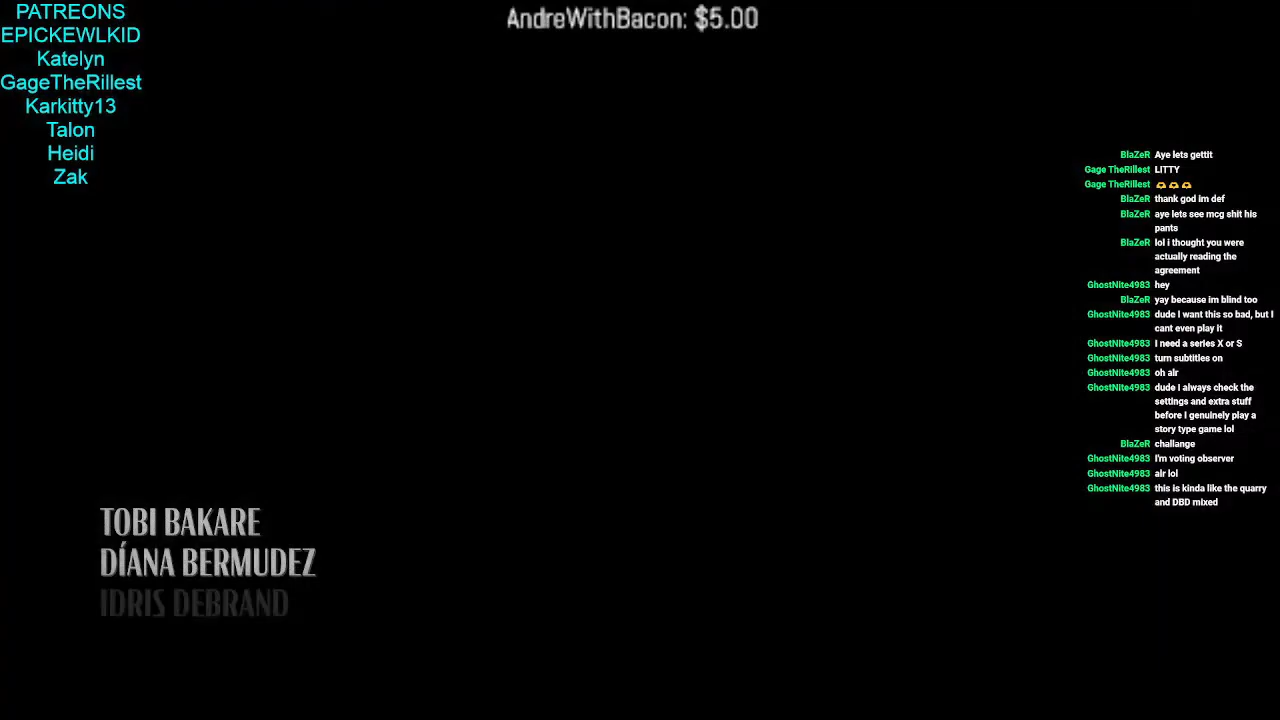 PATREONS
EPICKEWLKID
Katelyn
GageTheRillest
Karkitty13
Talon
Heidi
Zak
AndreWithBacon: $5.00
BlaZeR Aye lets gettit
Gage TheRillest LITTY
Gage TheRillest
BlaZeR thank god im def
BlaZeR aye lets see mcg shit his
pants
BlaZeR lol i thought you were
actually reading the
agreement
GhostNite4983 hey
BlaZeR yay because im blind too
GhostNite4983 dude I want this so bad, but I
cant even play it
GhostNite4983 I need a series X or S
GhostNite4983 turn subtitles on
GhostNite4983 oh alr
GhostNite4983 dude I always check the
settings and extra stuff
before I genuinely play a
story type game lol
BlaZeR challange
GhostNite4983 I'm voting observer
GhostNite4983 alr lol
GhostNite4983 this is kinda like the quarry
and DBD mixed
TOBI BAKARE
DÍANA BERMUDEZ
IDRIS DEBRAND